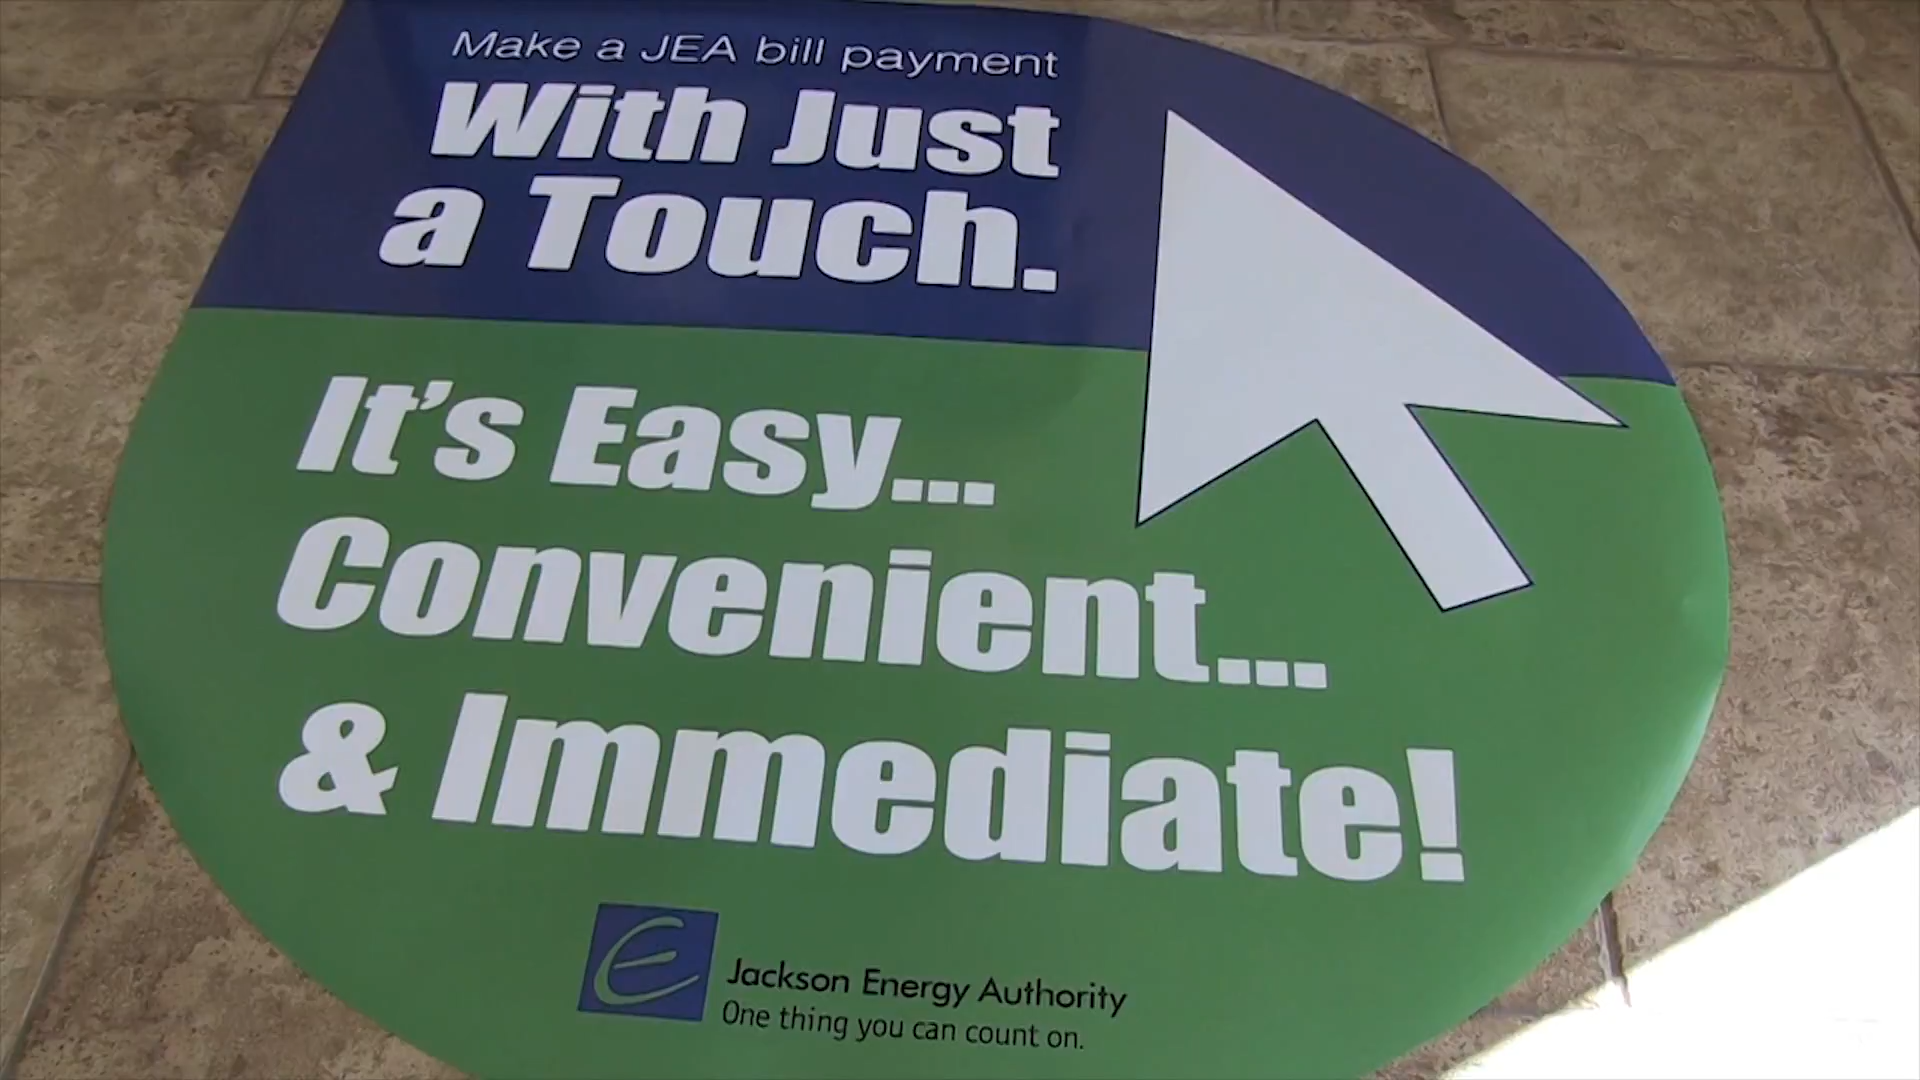 Make a JEA bill payment
With Just
a Touch.
It's Easy...
Convenient...
& Immediate!
E
Jackson Energy Authority
One thing you can count on.